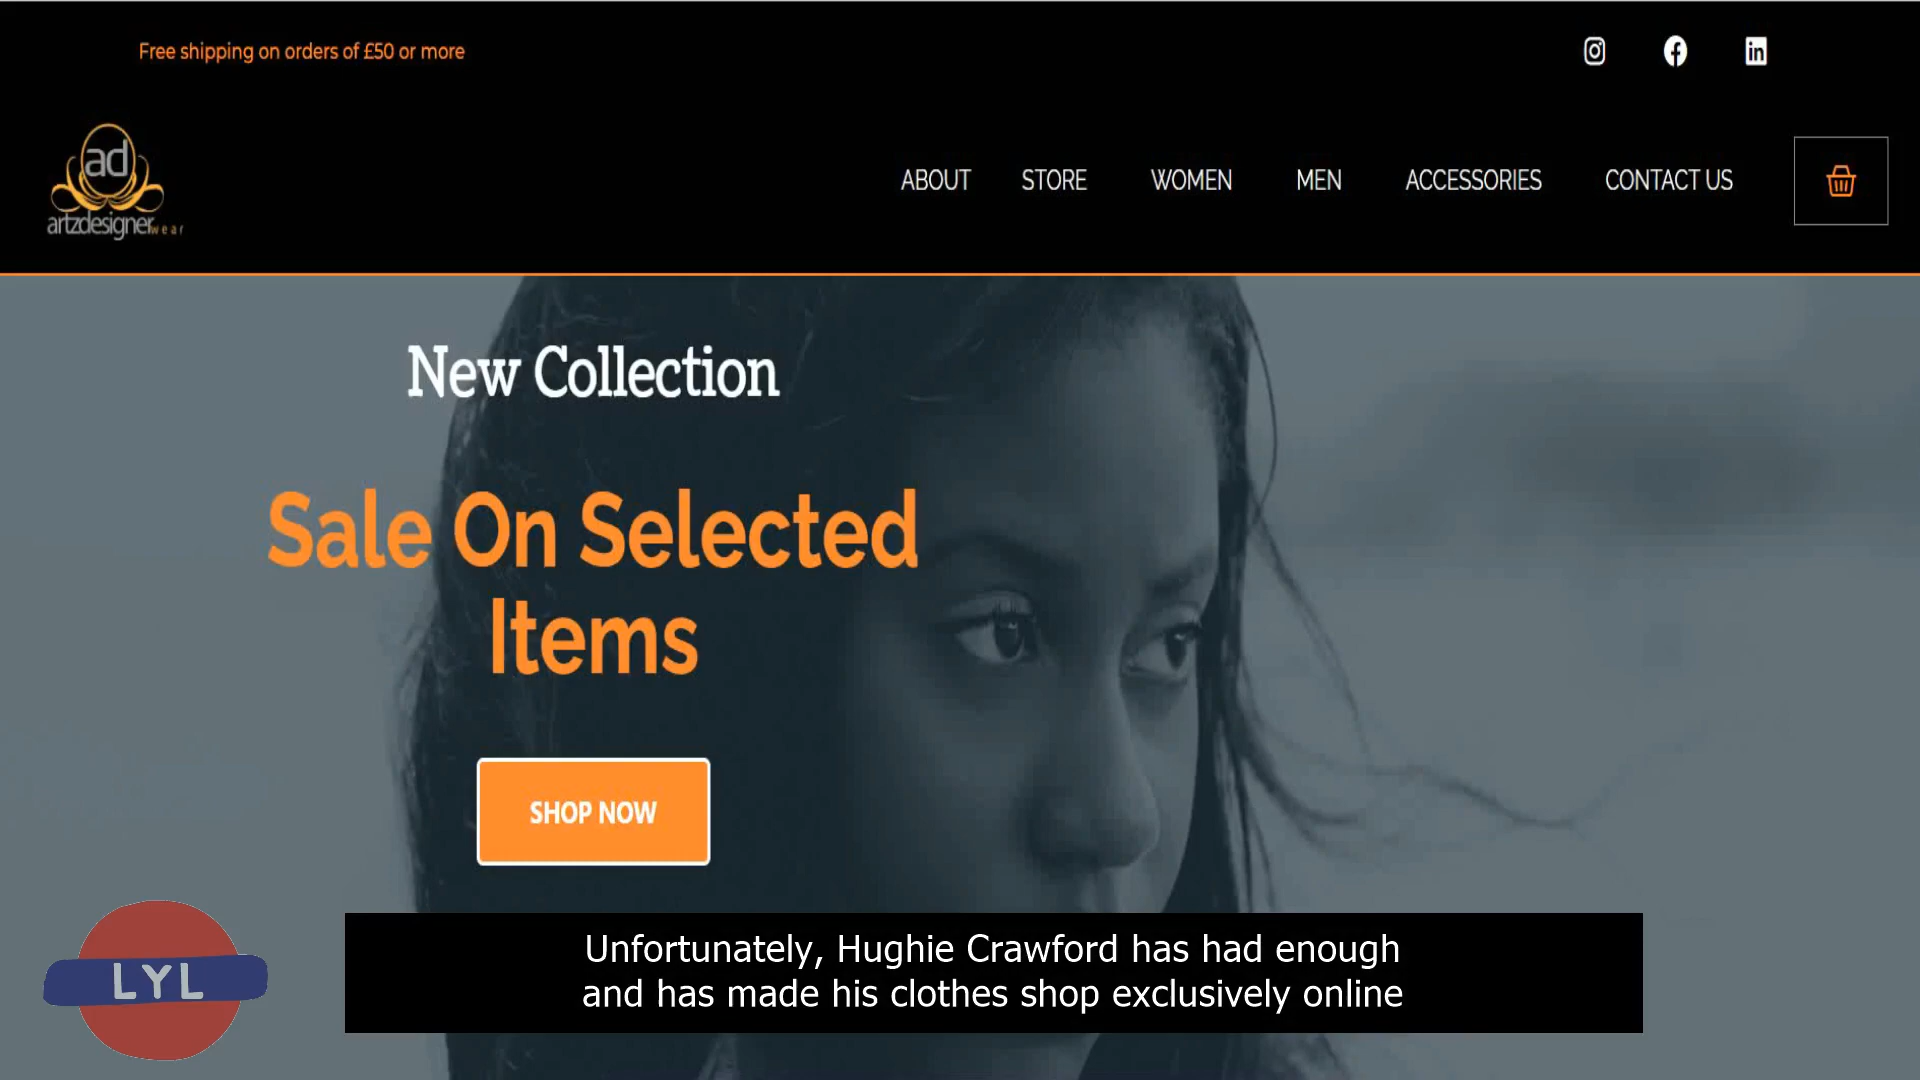 Free shipping on orders of £50 or more
ad
artzdesignerwear
ABOUT STORE WOMEN MEN ACCESSORIES CONTACT US
New Collection
Sale On Selected
Items
SHOP NOW
LYL
Unfortunately, Hughie Crawford has had enough
and has made his clothes shop exclusively online